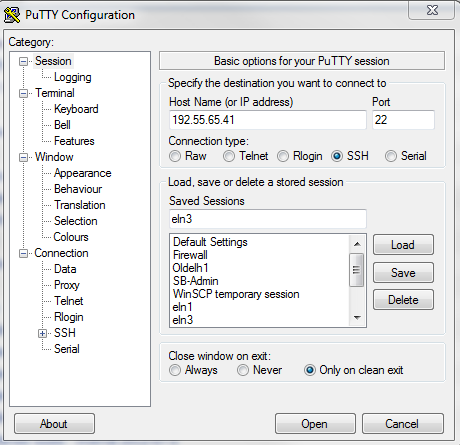 PuTTY Configuration
Category:
Session
Logging
Terminal
Keyboard
Bell
Features
Window
Appearance
Behaviour
Translation
Selection
Colours
Connection
Data
Proxy
Telnet
Rlogin
SSH
Serial
Basic options for your PuTTY session
Specify the destination you want to connect to
Host Name (or IP address) Port
192.55.65.41 22
Connection type:
Raw Telnet Rlogin SSH Serial
Load, save or delete a stored session
Saved Sessions
eln3
Default Settings
Firewall
Oldelh1
SB-Admin
WinSCP temporary session
eln1
eln3
Load
Save
Delete
Close window on exit:
Always Never Only on clean exit
About Open Cancel